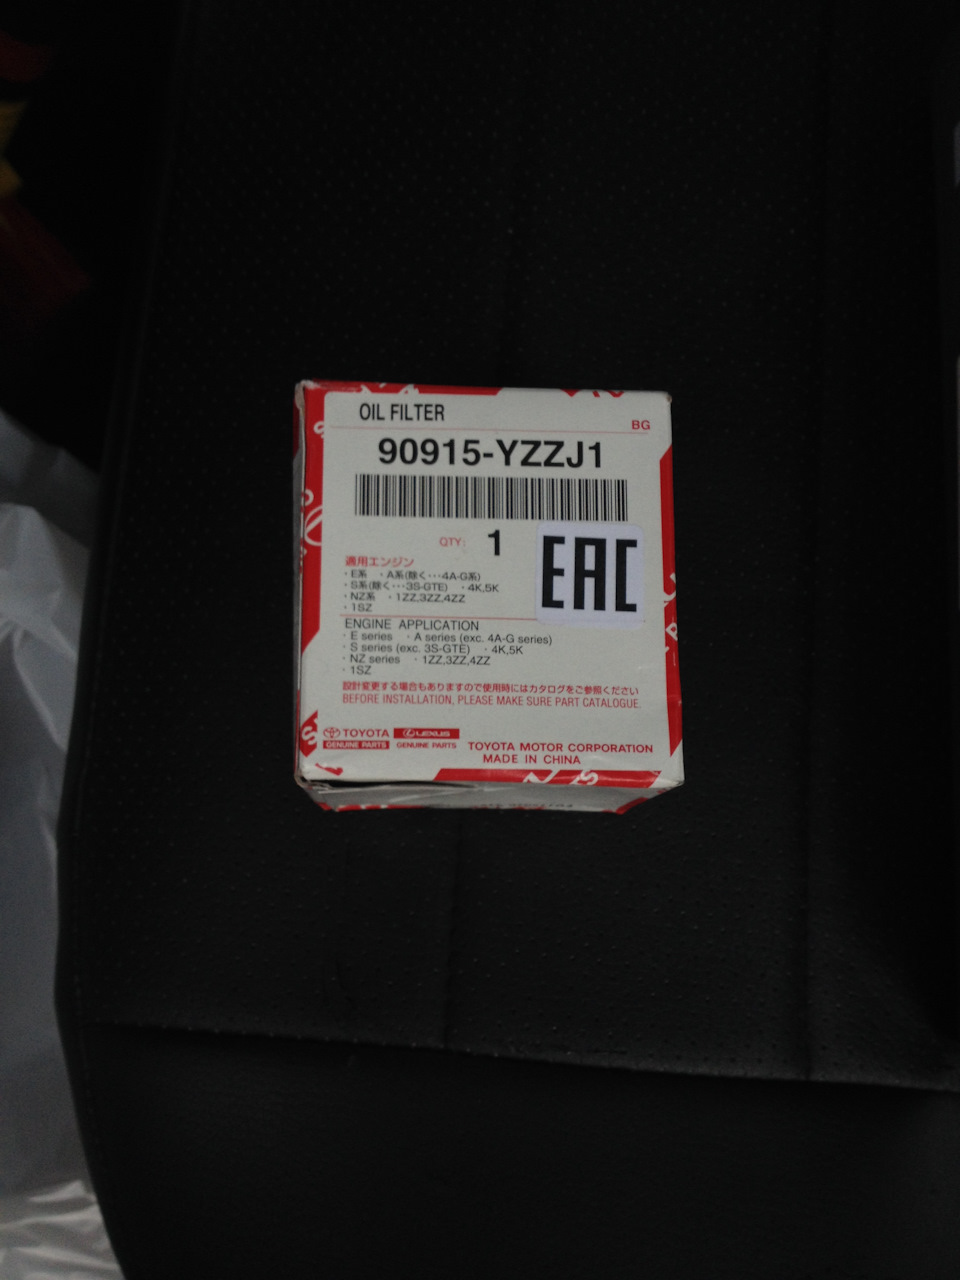 OIL FILTER
BG
90915-YZZJ1
QTY: 1
EAC
適用エンジン
・E系 ・A系(除く・・・4A-G系)
・S系(除く・・・3S-GTE) ・4K,5K
・NZ系 ・1ZZ,3ZZ,4ZZ
・1SZ
ENGINE APPLICATION
・E series ・A series (exc. 4A-G series)
・S series (exc. 3S-GTE) ・4K,5K
・NZ series ・1ZZ,3ZZ,4ZZ
・1SZ
設計変更する場合もありますので使用時にはカタログをご参照ください
BEFORE INSTALLATION, PLEASE MAKE SURE PART CATALOGUE.
TOYOTA LEXUS
GENUINE PARTS GENUINE PARTS
TOYOTA MOTOR CORPORATION
MADE IN CHINA